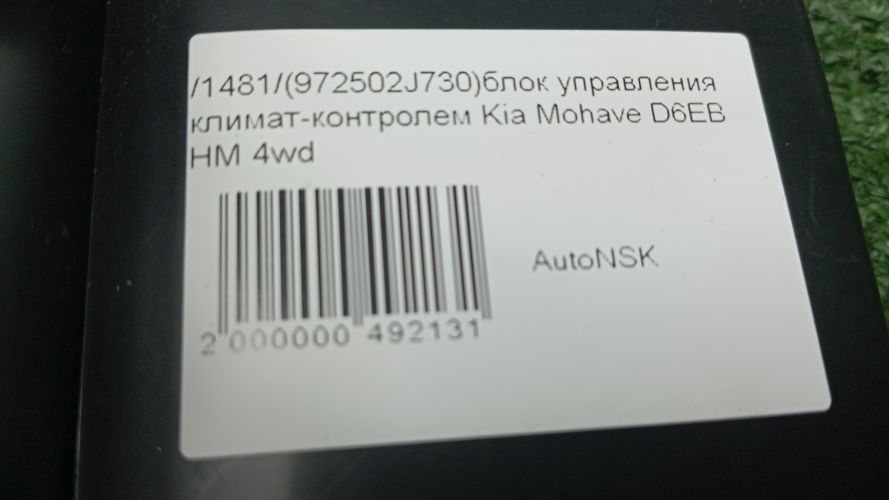 /1481/(972502J730)блок управления
климат-контролем Kia Mohave D6EB
HM 4wd
AutoNSK
2 000000 492131